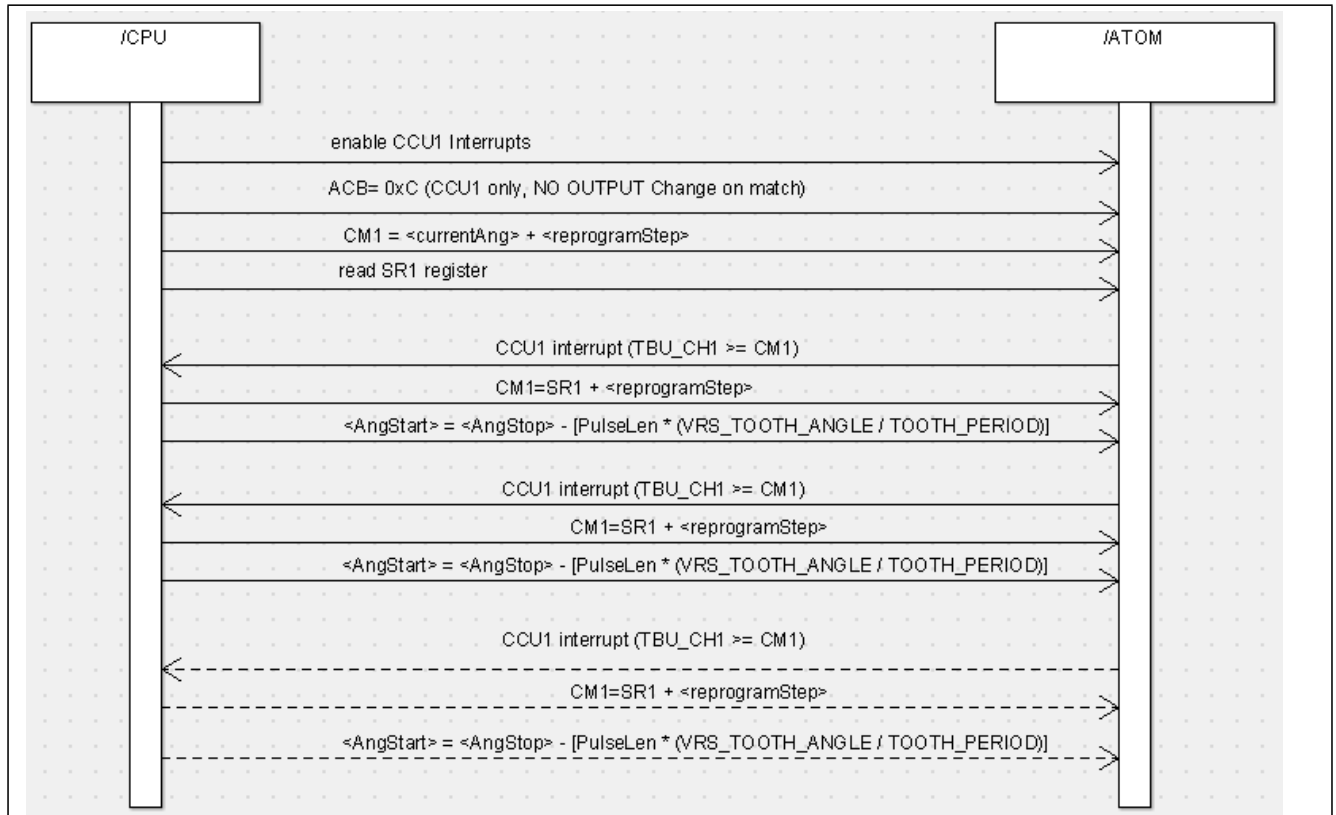 /CPU
/ATOM
enable CCU1 Interrupts
ACB= 0xC (CCU1 only, NO OUTPUT Change on match)
CM1 = <currentAng> + <reprogramStep>
read SR1 register
CCU1 interrupt (TBU_CH1 >= CM1)
CM1=SR1 + <reprogramStep>
<AngStart> = <AngStop> - [PulseLen * (VRS_TOOTH_ANGLE / TOOTH_PERIOD)]
CCU1 interrupt (TBU_CH1 >= CM1)
CM1=SR1 + <reprogramStep>
<AngStart> = <AngStop> - [PulseLen * (VRS_TOOTH_ANGLE / TOOTH_PERIOD)]
CCU1 interrupt (TBU_CH1 >= CM1)
CM1=SR1 + <reprogramStep>
<AngStart> = <AngStop> - [PulseLen * (VRS_TOOTH_ANGLE / TOOTH_PERIOD)]